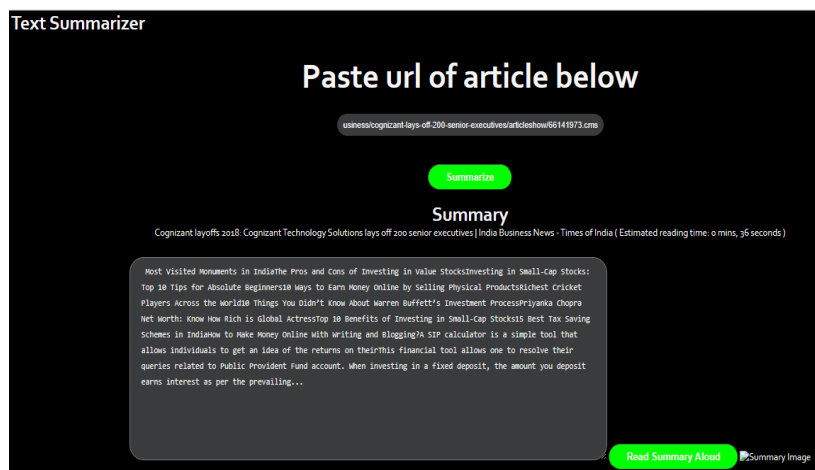 Text Summarizer
Paste url of article below
usiness/cognizant-lays-off-200-senior-executives/articleshow/66141973.cms
Summarize
Summary
Cognizant layoffs 2018: Cognizant Technology Solutions lays off 200 senior executives | India Business News - Times of India ( Estimated reading time: 0 mins, 36 seconds )
Most Visited Monuments in IndiaThe Pros and Cons of Investing in Value StocksInvesting in Small-Cap Stocks:
Top 10 Tips for Absolute Beginners10 Ways to Earn Money Online by Selling Physical ProductsRichest Cricket
Players Across the World10 Things You Didn't Know About Warren Buffett's Investment ProcessPriyanka Chopra
Net Worth: Know How Rich is Global ActressTop 10 Benefits of Investing in Small-Cap Stocks15 Best Tax Saving
Schemes in IndiaHow to Make Money Online With Writing and Blogging?A SIP calculator is a simple tool that
allows individuals to get an idea of the returns on theirThis financial tool allows one to resolve their
queries related to Public Provident Fund account. When investing in a fixed deposit, the amount you deposit
earns interest as per the prevailing...
Read Summary Aloud
Summary Image